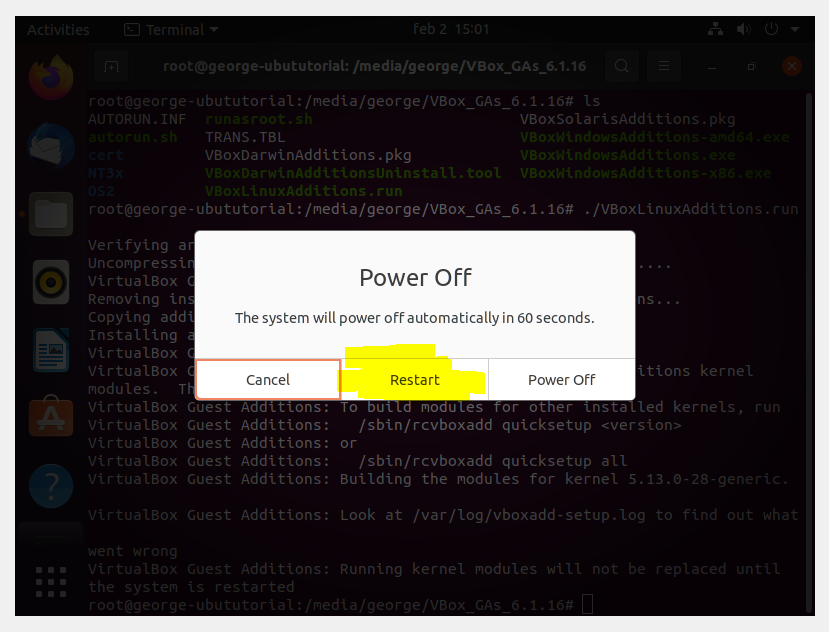 Activities
Terminal
feb 2 15:01
root@george-ubututorial: /media/george/VBox_GAs_6.1.16
root@george-ubututorial:/media/george/VBox_GAs_6.1.16# ls
AUTORUN.INF runasroot.sh VBoxSolarisAdditions.pkg
autorun.sh TRANS.TBL VBoxWindowsAdditions-amd64.exe
cert VBoxDarwinAdditions.pkg VBoxWindowsAdditions.exe
NT3x VBoxDarwinAdditionsUninstall.tool VBoxWindowsAdditions-x86.exe
OS2 VBoxLinuxAdditions.run
root@george-ubututorial:/media/george/VBox_GAs_6.1.16# ./VBoxLinuxAdditions.run
Verifying
Uncompressin ....
VirtualBox G
Removing ins ns...
Copying addi
Installing a
VirtualBox G
VirtualBox G itions kernel
modules. Th
Power Off
The system will power off automatically in 60 seconds.
Cancel Restart Power Off
VirtualBox Guest Additions: To build modules for other installed kernels, run
VirtualBox Guest Additions: /sbin/rcvboxadd quicksetup <version>
VirtualBox Guest Additions: or
VirtualBox Guest Additions: /sbin/rcvboxadd quicksetup all
VirtualBox Guest Additions: Building the modules for kernel 5.13.0-28-generic.
VirtualBox Guest Additions: Look at /var/log/vboxadd-setup.log to find out what
went wrong
VirtualBox Guest Additions: Running kernel modules will not be replaced until
the system is restarted
root@george-ubututorial:/media/george/VBox_GAs_6.1.16#